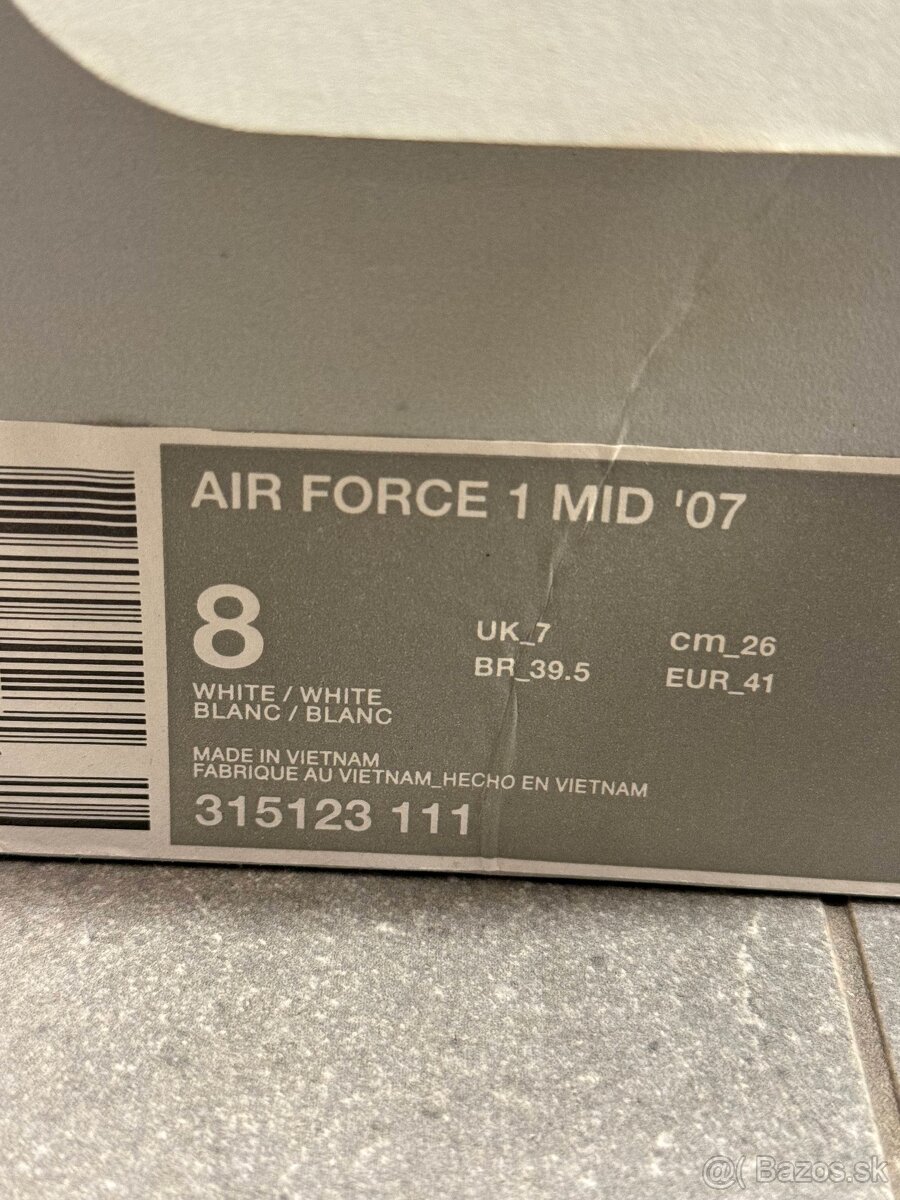 AIR FORCE 1 MID '07
8
UK_7 cm_26
BR_39.5 EUR_41
WHITE / WHITE
BLANC / BLANC
MADE IN VIETNAM
FABRIQUE AU VIETNAM_HECHO EN VIETNAM
315123 111
@( Bazos.sk